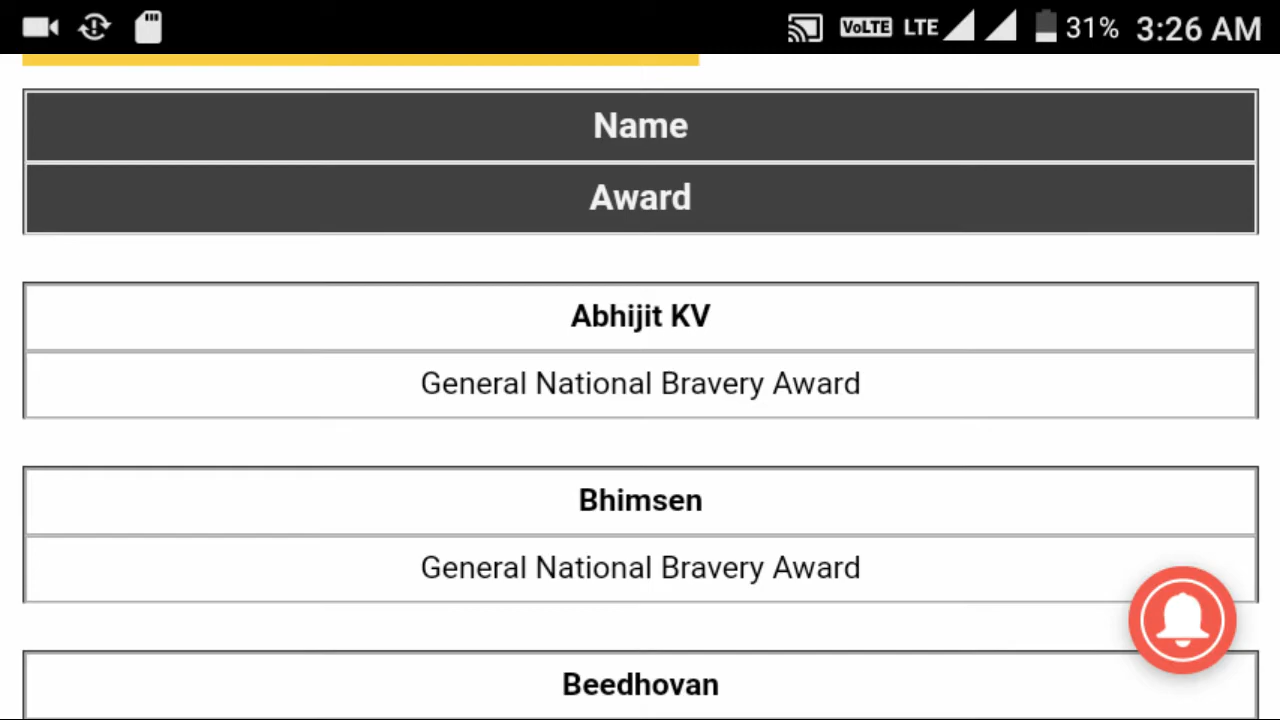 VoLTE LTE 31% 3:26 AM
Name
Award
Abhijit KV
General National Bravery Award
Bhimsen
General National Bravery Award
Beedhovan